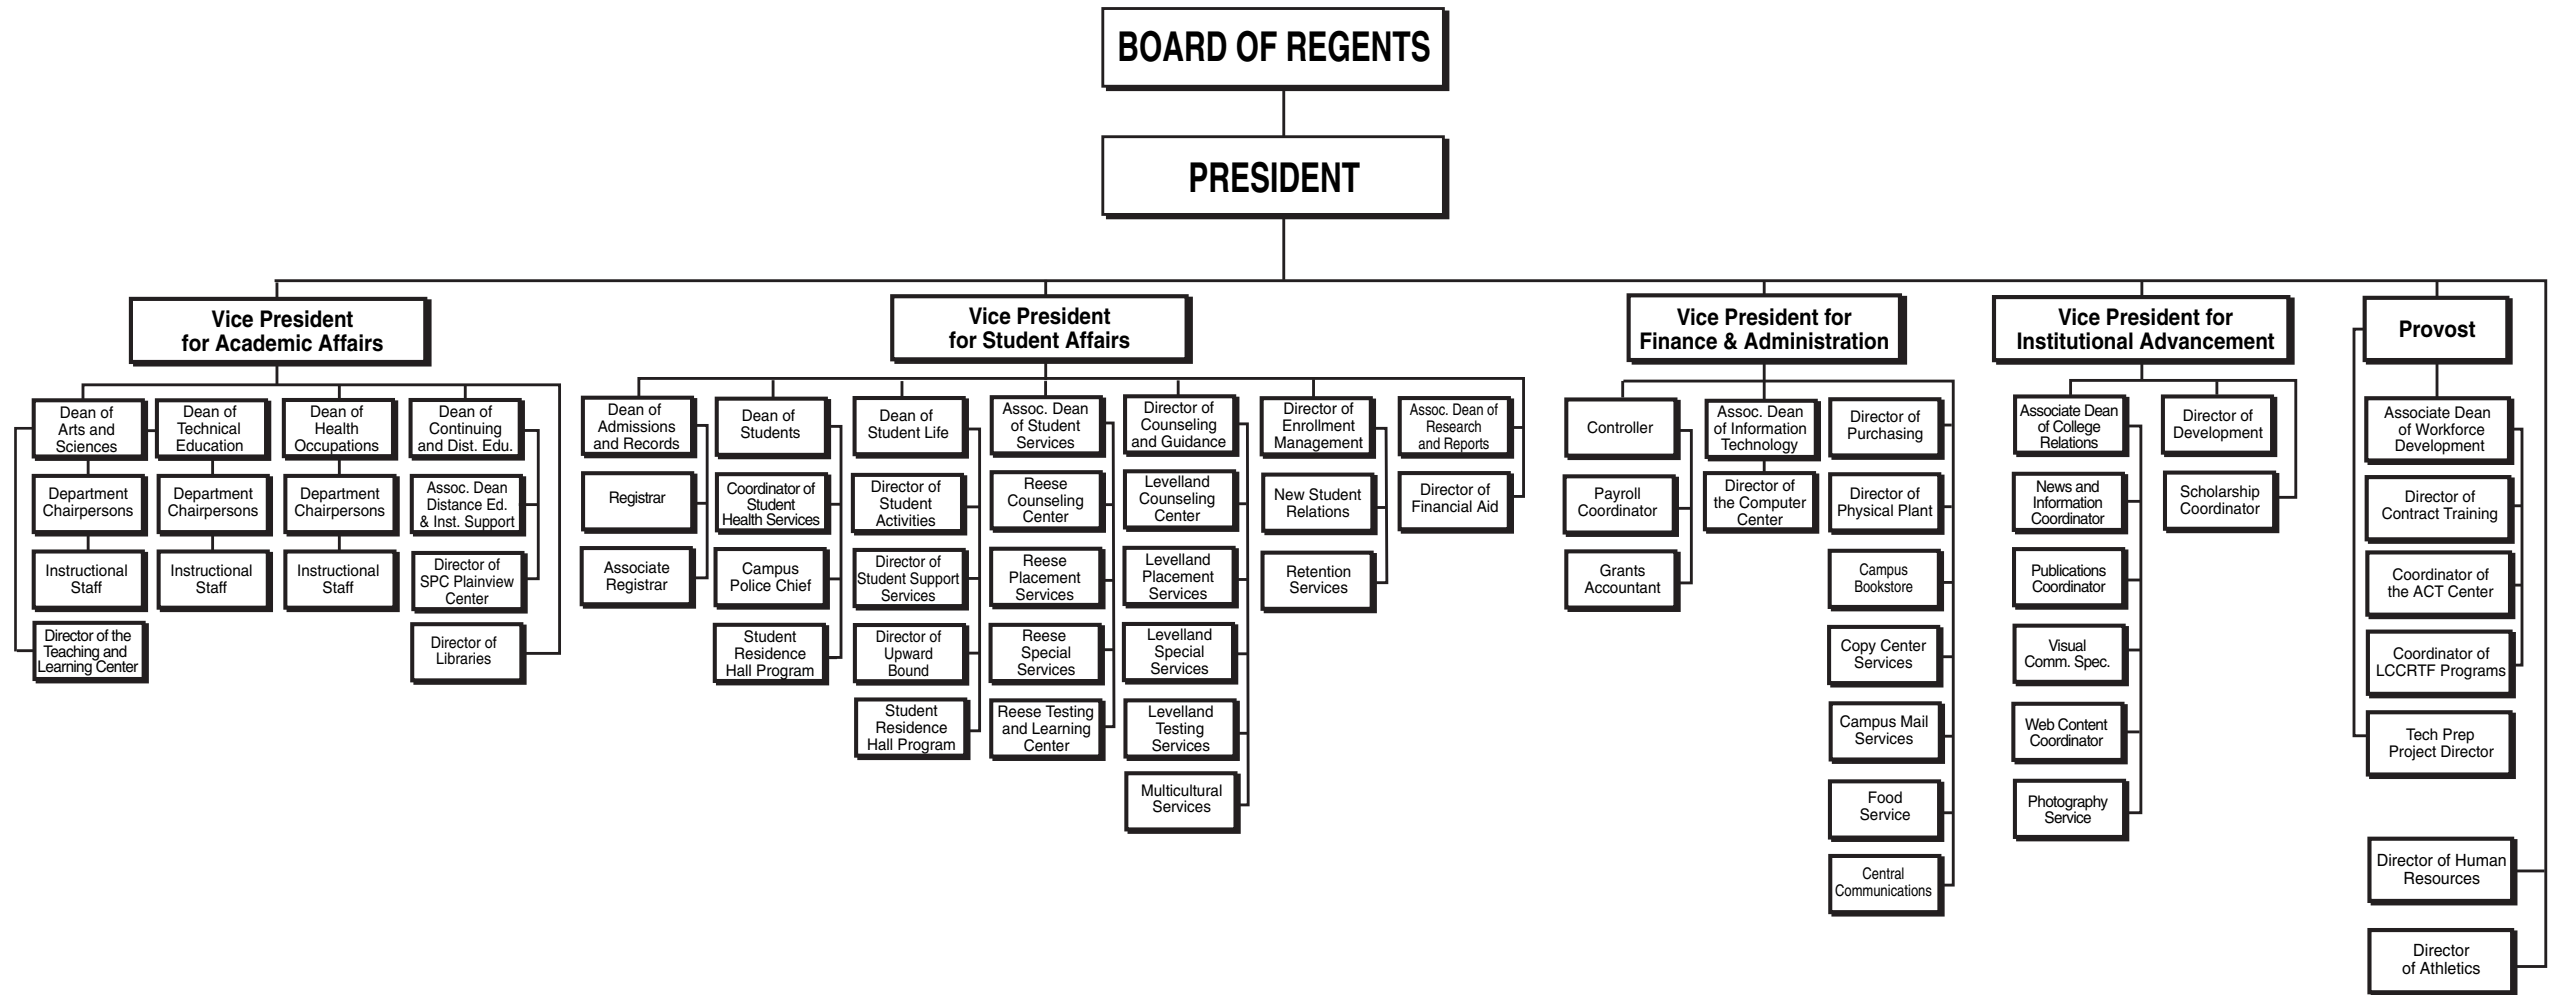 BOARD OF REGENTS
PRESIDENT
Vice President
for Academic Affairs
Dean of
Arts and
Sciences
Department
Chairpersons
Instructional
Staff
Director of the
Teaching and
Learning Center
Dean of
Technical
Education
Department
Chairpersons
Instructional
Staff
Dean of
Health
Occupations
Department
Chairpersons
Instructional
Staff
Dean of
Continuing
and Dist. Edu.
Assoc. Dean
Distance Ed.
& Inst. Support
Director of
SPC Plainview
Center
Director of
Libraries
Vice President
for Student Affairs
Dean of
Admissions
and Records
Registrar
Associate
Registrar
Dean of
Students
Coordinator of
Student
Health Services
Campus
Police Chief
Student
Residence
Hall Program
Dean of
Student Life
Director of
Student
Activities
Director of
Student Support
Services
Director of
Upward
Bound
Student
Residence
Hall Program
Assoc. Dean
of Student
Services
Reese
Counseling
Center
Reese
Placement
Services
Reese
Special
Services
Reese Testing
and Learning
Center
Director of
Counseling
and Guidance
Levelland
Counseling
Center
Levelland
Placement
Services
Levelland
Special
Services
Levelland
Testing
Services
Multicultural
Services
Director of
Enrollment
Management
New Student
Relations
Retention
Services
Assoc. Dean of
Research
and Reports
Director of
Financial Aid
Vice President for
Finance & Administration
Controller
Payroll
Coordinator
Grants
Accountant
Assoc. Dean
of Information
Technology
Director of
the Computer
Center
Director of
Purchasing
Director of
Physical Plant
Campus
Bookstore
Copy Center
Services
Campus Mail
Services
Food
Service
Central
Communications
Vice President for
Institutional Advancement
Associate Dean
of College
Relations
News and
Information
Coordinator
Publications
Coordinator
Visual
Comm. Spec.
Web Content
Coordinator
Photography
Service
Director of
Development
Scholarship
Coordinator
Provost
Associate Dean
of Workforce
Development
Director of
Contract Training
Coordinator of
the ACT Center
Coordinator of
LCCRTF Programs
Tech Prep
Project Director
Director of Human
Resources
Director
of Athletics